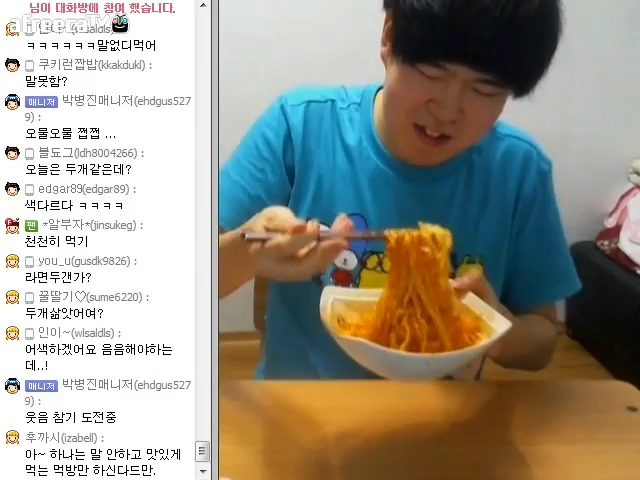 님이 대화방에 참여 했습니다.
afreecaTV
ㅋㅋㅋㅋㅋㅋ말없디먹어
쿠키런짭밥(kkakdukl) :
말못함?
매니저 박병진매니저(ehdgus527
9) :
오물오물 쩝쩝 ...
블됴그(ldh8004266) :
오늘은 두개같은데?
edgar89(edgar89) :
색다르다 ㅋㅋㅋㅋ
팬 *알부자*(jinsukeg) :
천천히 먹기
you_u(gusdk9826) :
라면두갠가?
꿀딸기♡(sume6220) :
두개삶앗어여?
인이~(wlsaldls) :
어색하겠어요 음음해야하는
데..!
매니저 박병진매니저(ehdgus527
9) :
웃음 참기 도전중
후까시(izabell) :
아~ 하나는 말 안하고 맛있게
먹는 먹방만 하신다드만.